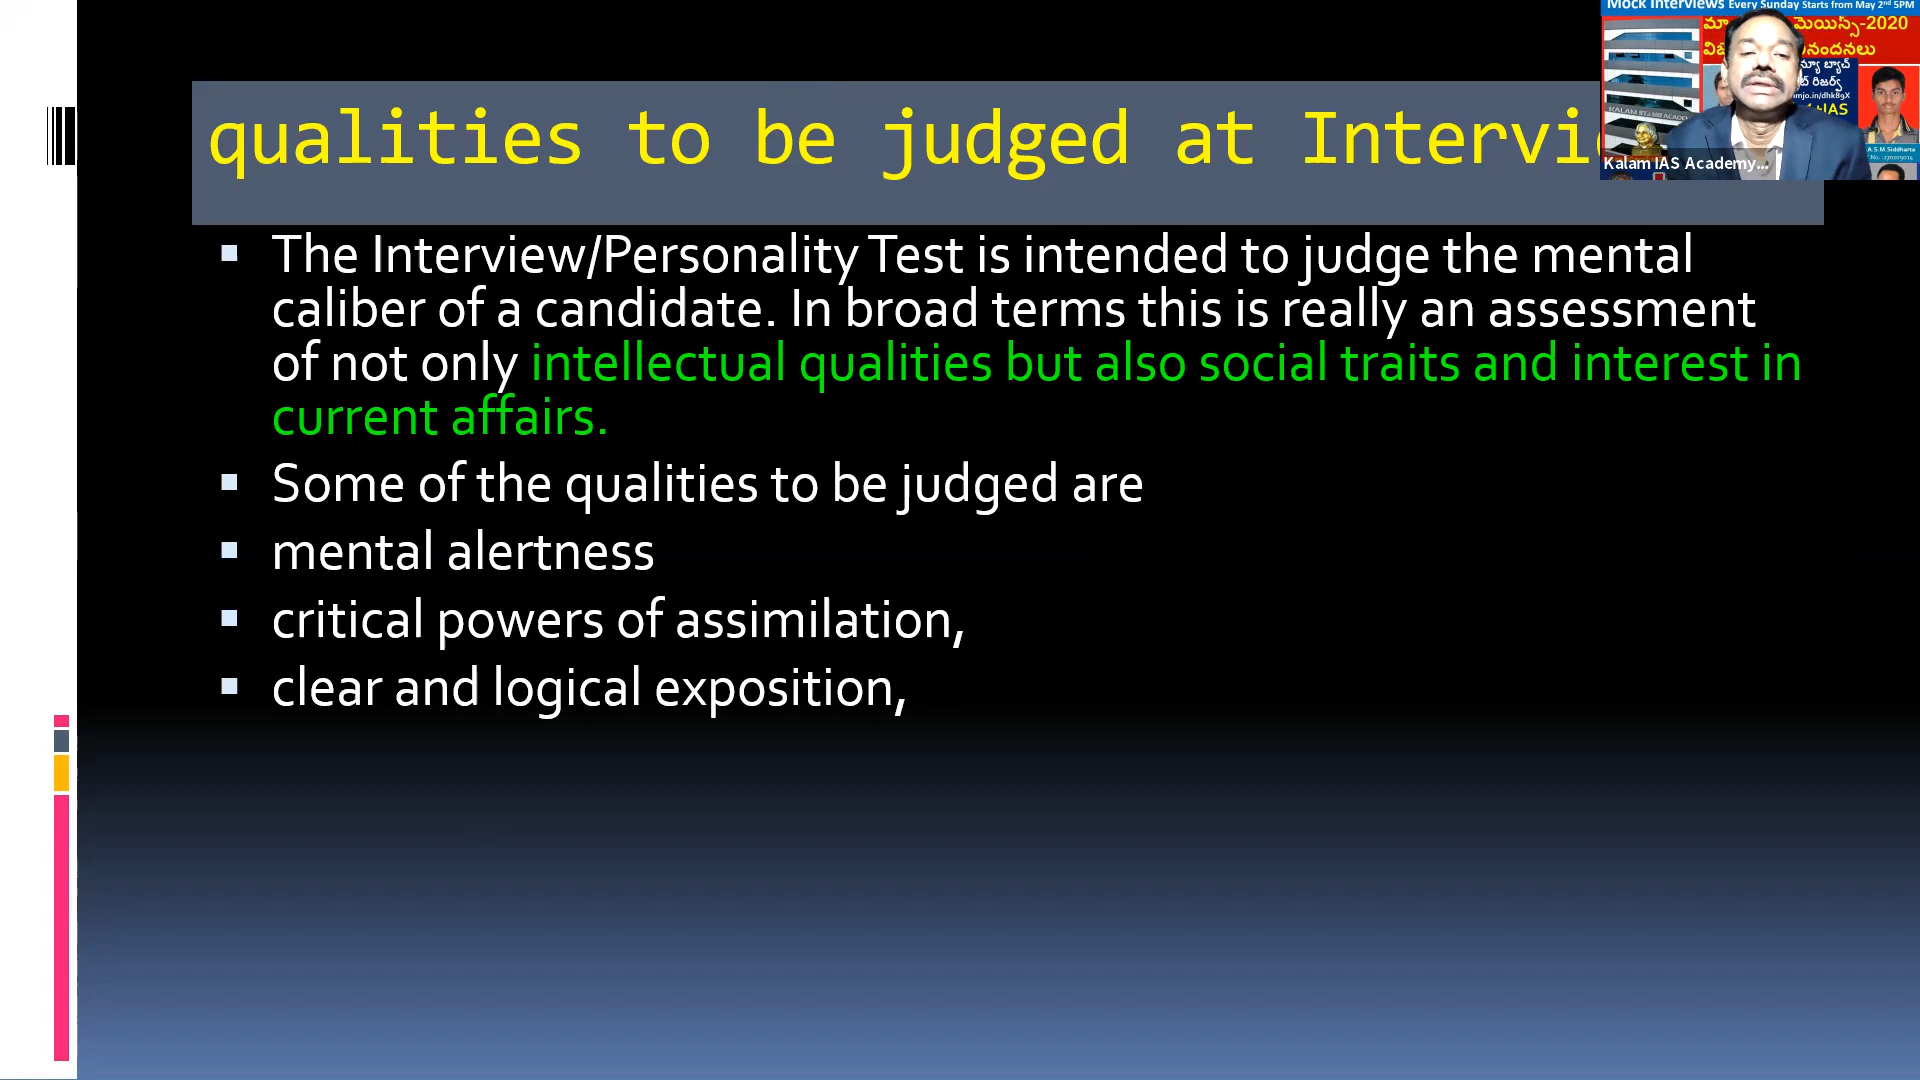 Mock Interviews Every Sunday Starts from May 2nd 5PM
మెయిన్స్-2020
qualities to be judged at
Kalam IAS Academy...
The Interview/Personality Test is intended to judge the mental
caliber of a candidate. In broad terms this is really an assessment
of not only intellectual qualities but also social traits and interest in
current affairs.
Some of the qualities to be judged are
mental alertness
critical powers of assimilation,
clear and logical exposition,